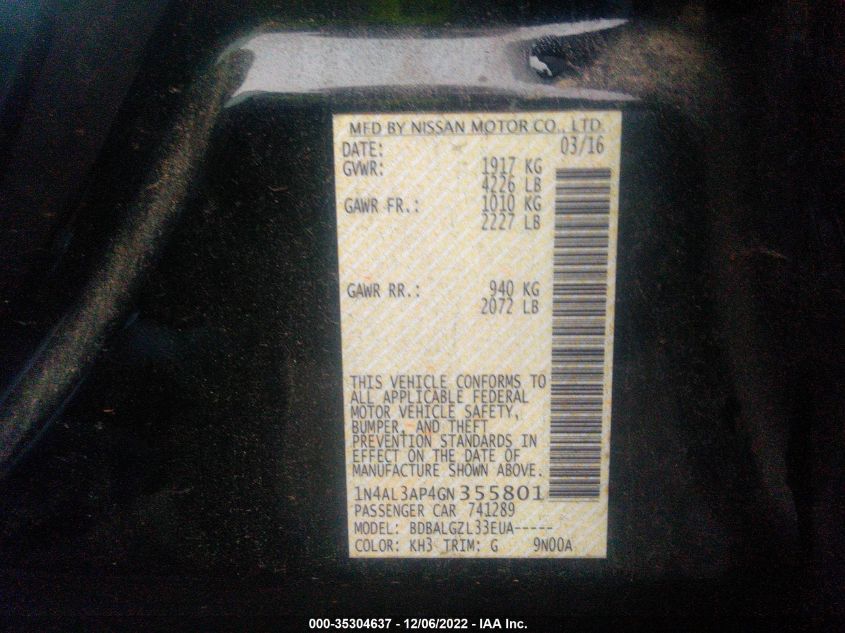 MFD BY NISSAN MOTOR CO., LTD.
DATE: 03/16
GVWR: 1917 KG
4226 LB
GAWR FR.: 1010 KG
2227 LB
GAWR RR.: 940 KG
2072 LB
THIS VEHICLE CONFORMS TO
ALL APPLICABLE FEDERAL
MOTOR VEHICLE SAFETY,
BUMPER, AND THEFT
PREVENTION STANDARDS IN
EFFECT ON THE DATE OF
MANUFACTURE SHOWN ABOVE.
1N4AL3AP4GN355801
PASSENGER CAR 741289
MODEL: BDBALGZL33EUA-----
COLOR: KH3 TRIM: G 9N00A
000-35304637 - 12/06/2022 - IAA Inc.